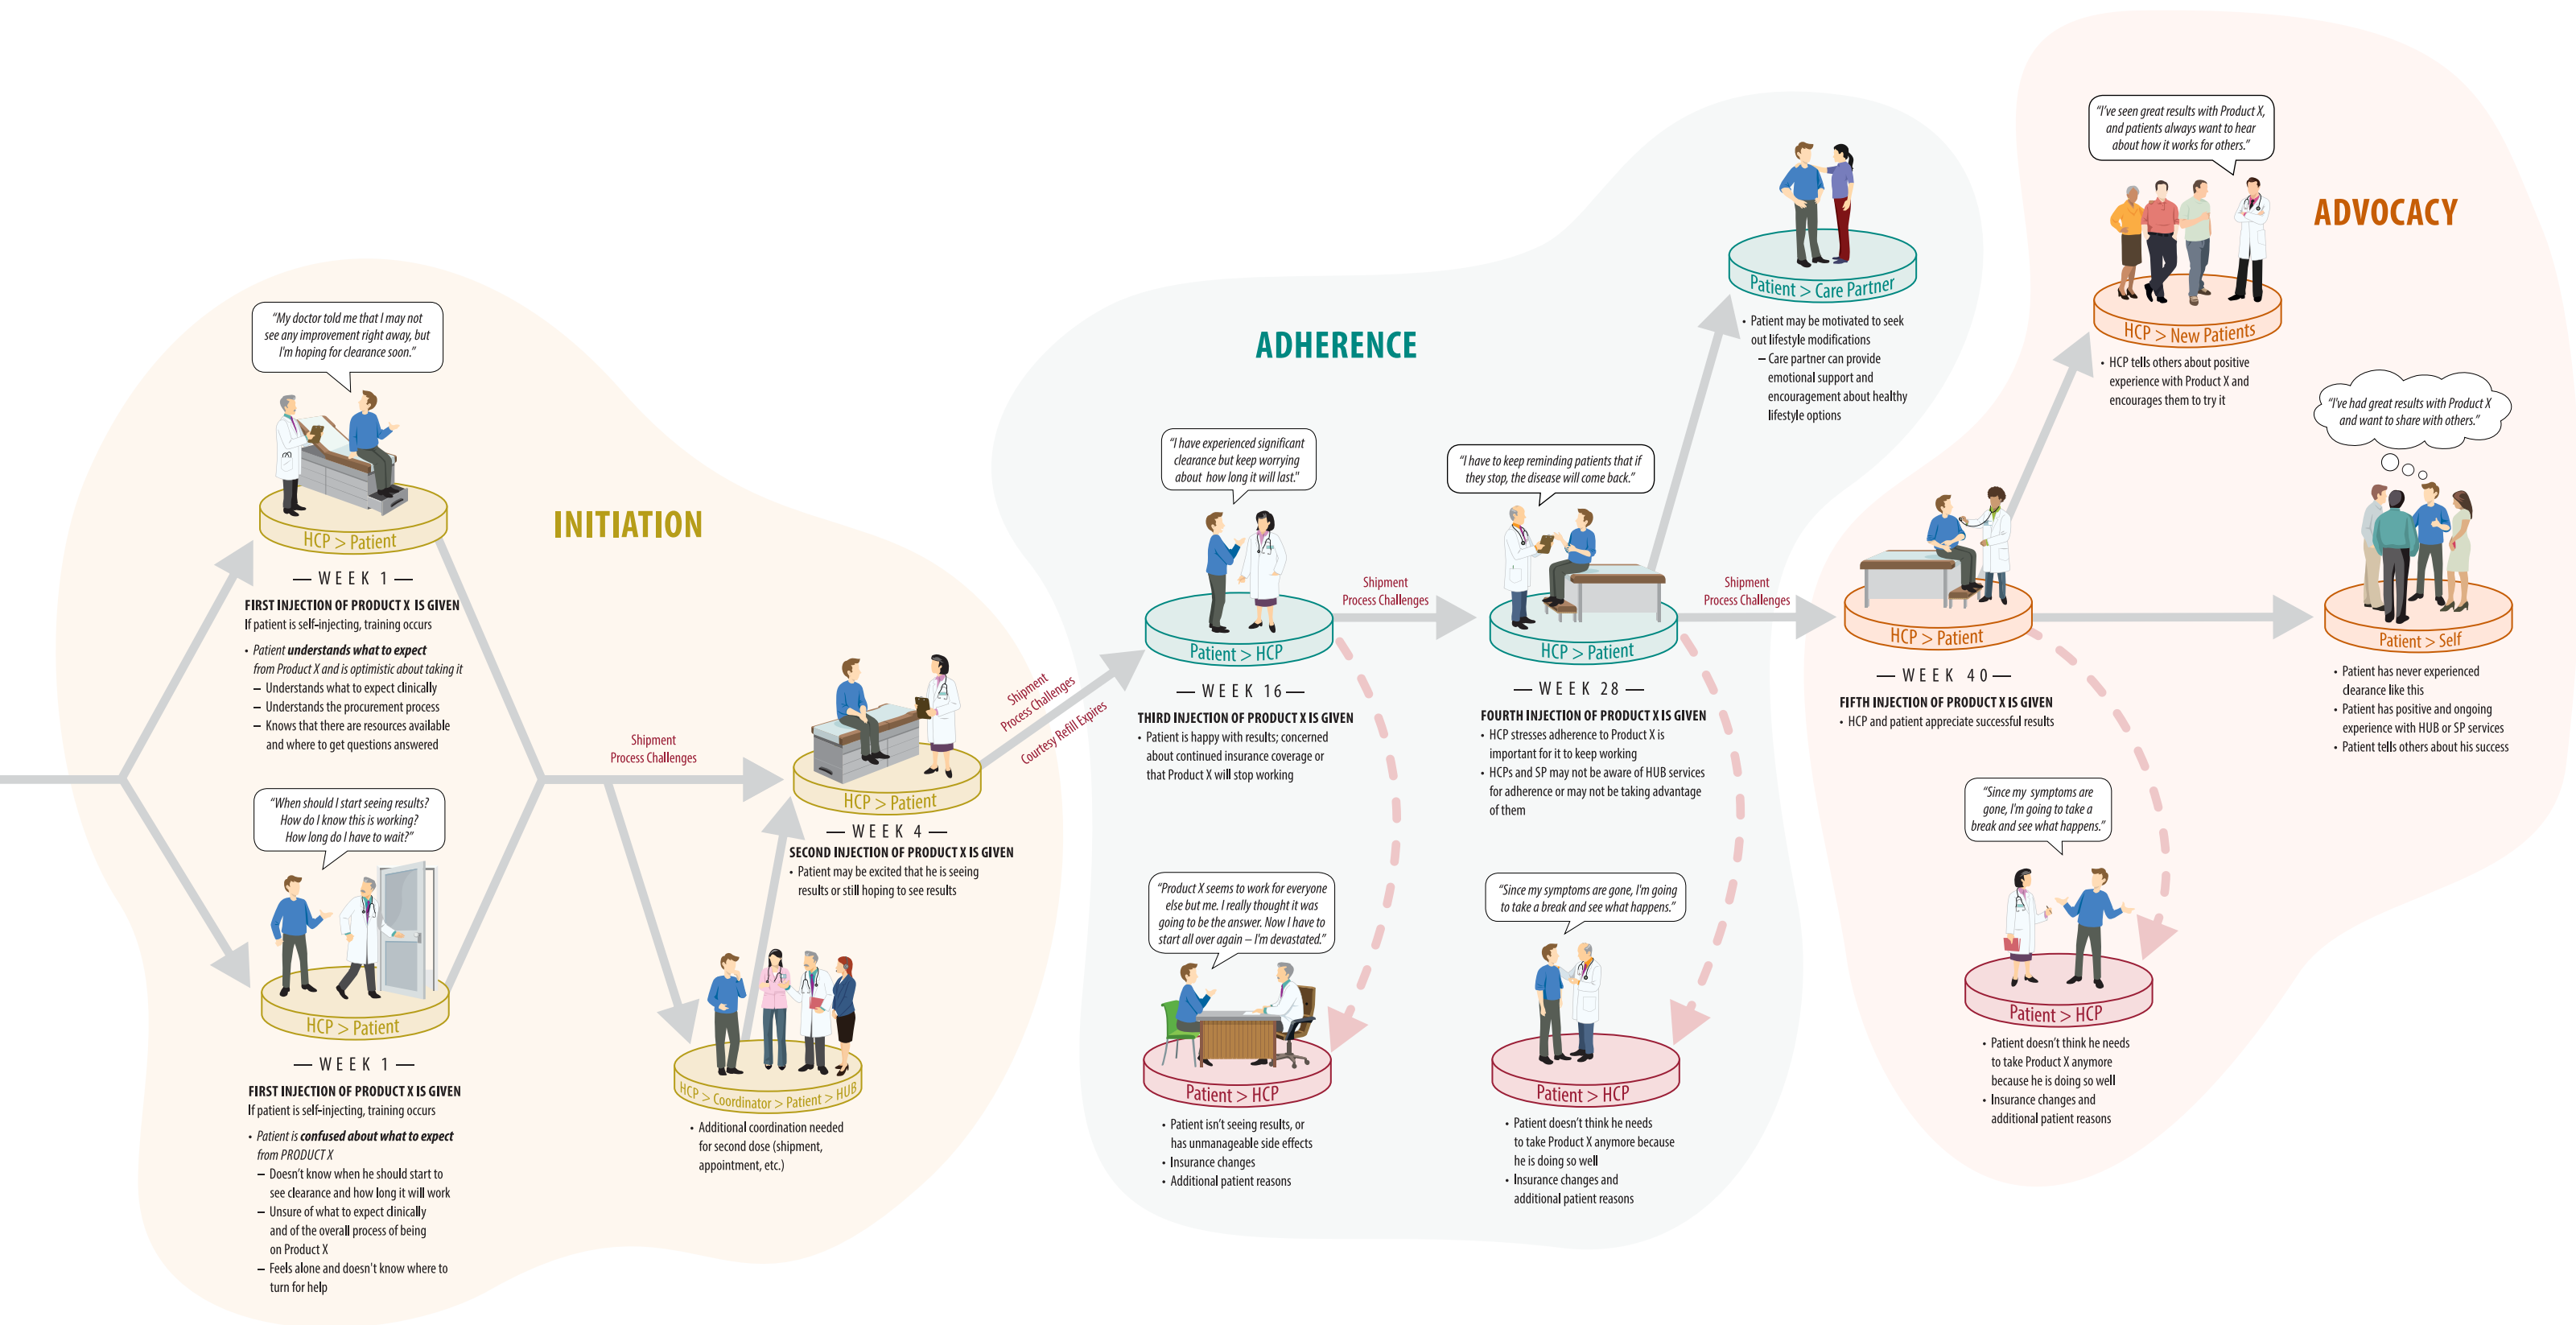 “My doctor told me that I may not
see any improvement right away, but
I'm hoping for clearance soon.”
HCP > Patient
— WEEK 1 —
FIRST INJECTION OF PRODUCT X IS GIVEN
If patient is self-injecting, training occurs
• Patient understands what to expect
from Product X and is optimistic about taking it
– Understands what to expect clinically
– Understands the procurement process
– Knows that there are resources available
and where to get questions answered
“When should I start seeing results?
How do I know this is working?
How long do I have to wait?”
HCP > Patient
— WEEK 1 —
FIRST INJECTION OF PRODUCT X IS GIVEN
If patient is self-injecting, training occurs
• Patient is confused about what to expect
from PRODUCT X
– Doesn’t know when he should start to
see clearance and how long it will work
– Unsure of what to expect clinically
and of the overall process of being
on Product X
– Feels alone and doesn't know where to
turn for help
INITIATION
Shipment
Process Challenges
HCP > Coordinator > Patient > HUB
• Additional coordination needed
for second dose (shipment,
appointment, etc.)
HCP > Patient
— WEEK 4 —
SECOND INJECTION OF PRODUCT X IS GIVEN
• Patient may be excited that he is seeing
results or still hoping to see results
Shipment
Process Challenges
Courtesy Refill Expires
ADHERENCE
“I have experienced significant
clearance but keep worrying
about how long it will last."
Patient > HCP
— WEEK 16 —
THIRD INJECTION OF PRODUCT X IS GIVEN
• Patient is happy with results; concerned
about continued insurance coverage or
that Product X will stop working
“Product X seems to work for everyone
else but me. I really thought it was
going to be the answer. Now I have to
start all over again – I'm devastated.”
Patient > HCP
• Patient isn’t seeing results, or
has unmanageable side effects
• Insurance changes
• Additional patient reasons
Shipment
Process Challenges
“I have to keep reminding patients that if
they stop, the disease will come back.”
HCP > Patient
— WEEK 28 —
FOURTH INJECTION OF PRODUCT X IS GIVEN
• HCP stresses adherence to Product X is
important for it to keep working
• HCPs and SP may not be aware of HUB services
for adherence or may not be taking advantage
of them
“Since my symptoms are gone, I'm going
to take a break and see what happens.”
Patient > HCP
• Patient doesn’t think he needs
to take Product X anymore because
he is doing so well
• Insurance changes and
additional patient reasons
Patient > Care Partner
• Patient may be motivated to seek
out lifestyle modifications
– Care partner can provide
emotional support and
encouragement about healthy
lifestyle options
Shipment
Process Challenges
ADVOCACY
HCP > Patient
— WEEK 40 —
FIFTH INJECTION OF PRODUCT X IS GIVEN
• HCP and patient appreciate successful results
“Since my symptoms are
gone, I'm going to take a
break and see what happens.”
Patient > HCP
• Patient doesn’t think he needs
to take Product X anymore
because he is doing so well
• Insurance changes and
additional patient reasons
“I’ve seen great results with Product X,
and patients always want to hear
about how it works for others.”
HCP > New Patients
• HCP tells others about positive
experience with Product X and
encourages them to try it
“I've had great results with Product X
and want to share with others.”
Patient > Self
• Patient has never experienced
clearance like this
• Patient has positive and ongoing
experience with HUB or SP services
• Patient tells others about his success